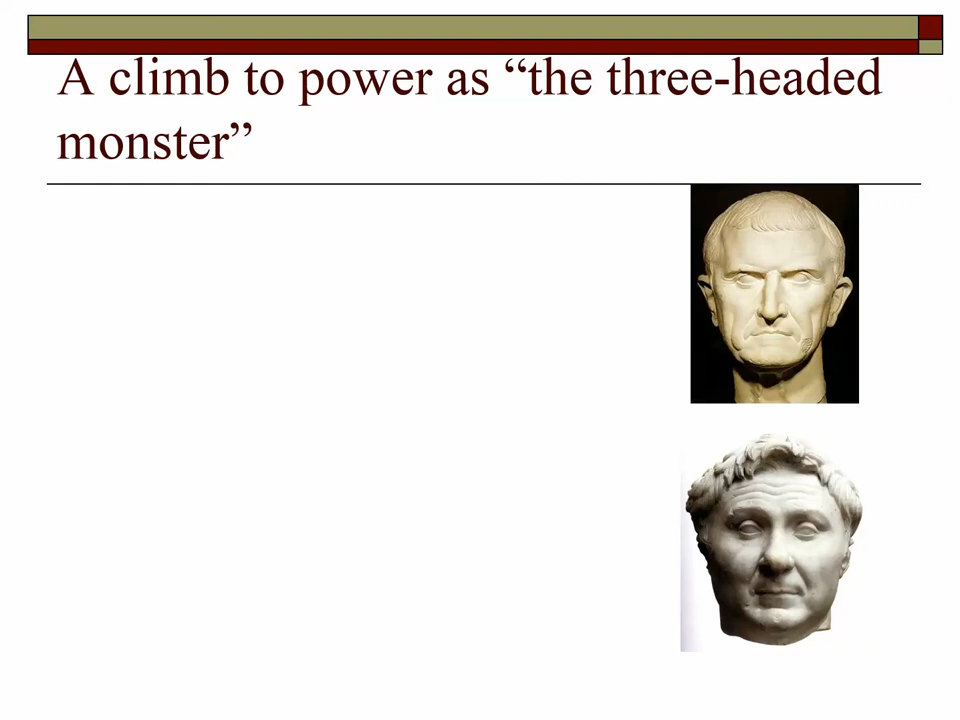 A climb to power as “the three-headed
monster”